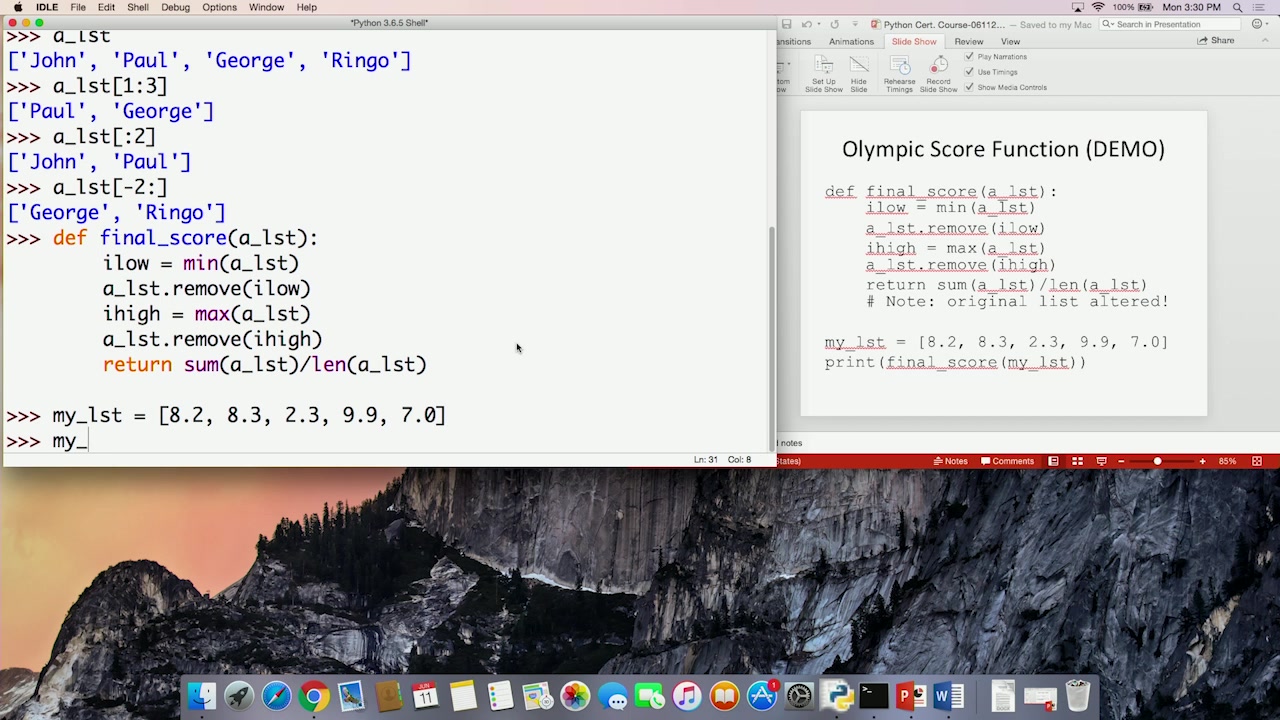 IDLE File Edit Shell Debug Options Window Help
100% Mon 3:30 PM
*Python 3.6.5 Shell*
>>> a_lst
['John', 'Paul', 'George', 'Ringo']
>>> a_lst[1:3]
['Paul', 'George']
>>> a_lst[:2]
['John', 'Paul']
>>> a_lst[-2:]
['George', 'Ringo']
>>> def final_score(a_lst):
ilow = min(a_lst)
a_lst.remove(ilow)
ihigh = max(a_lst)
a_lst.remove(ihigh)
return sum(a_lst)/len(a_lst)
>>> my_lst = [8.2, 8.3, 2.3, 9.9, 7.0]
>>> my_
Ln: 31 Col: 8
Python Cert. Course-06112... — Saved to my Mac
Search in Presentation
nsitions Animations Slide Show Review View
Share
Set Up Slide Show
Hide Slide
Rehearse Timings
Record Slide Show
Play Narrations
Use Timings
Show Media Controls
Olympic Score Function (DEMO)
def final_score(a_lst):
ilow = min(a_lst)
a_lst.remove(ilow)
ihigh = max(a_lst)
a_lst.remove(ihigh)
return sum(a_lst)/len(a_lst)
# Note: original list altered!
my_lst = [8.2, 8.3, 2.3, 9.9, 7.0]
print(final_score(my_lst))
notes
States)
Notes Comments 85%
JUN
11
1